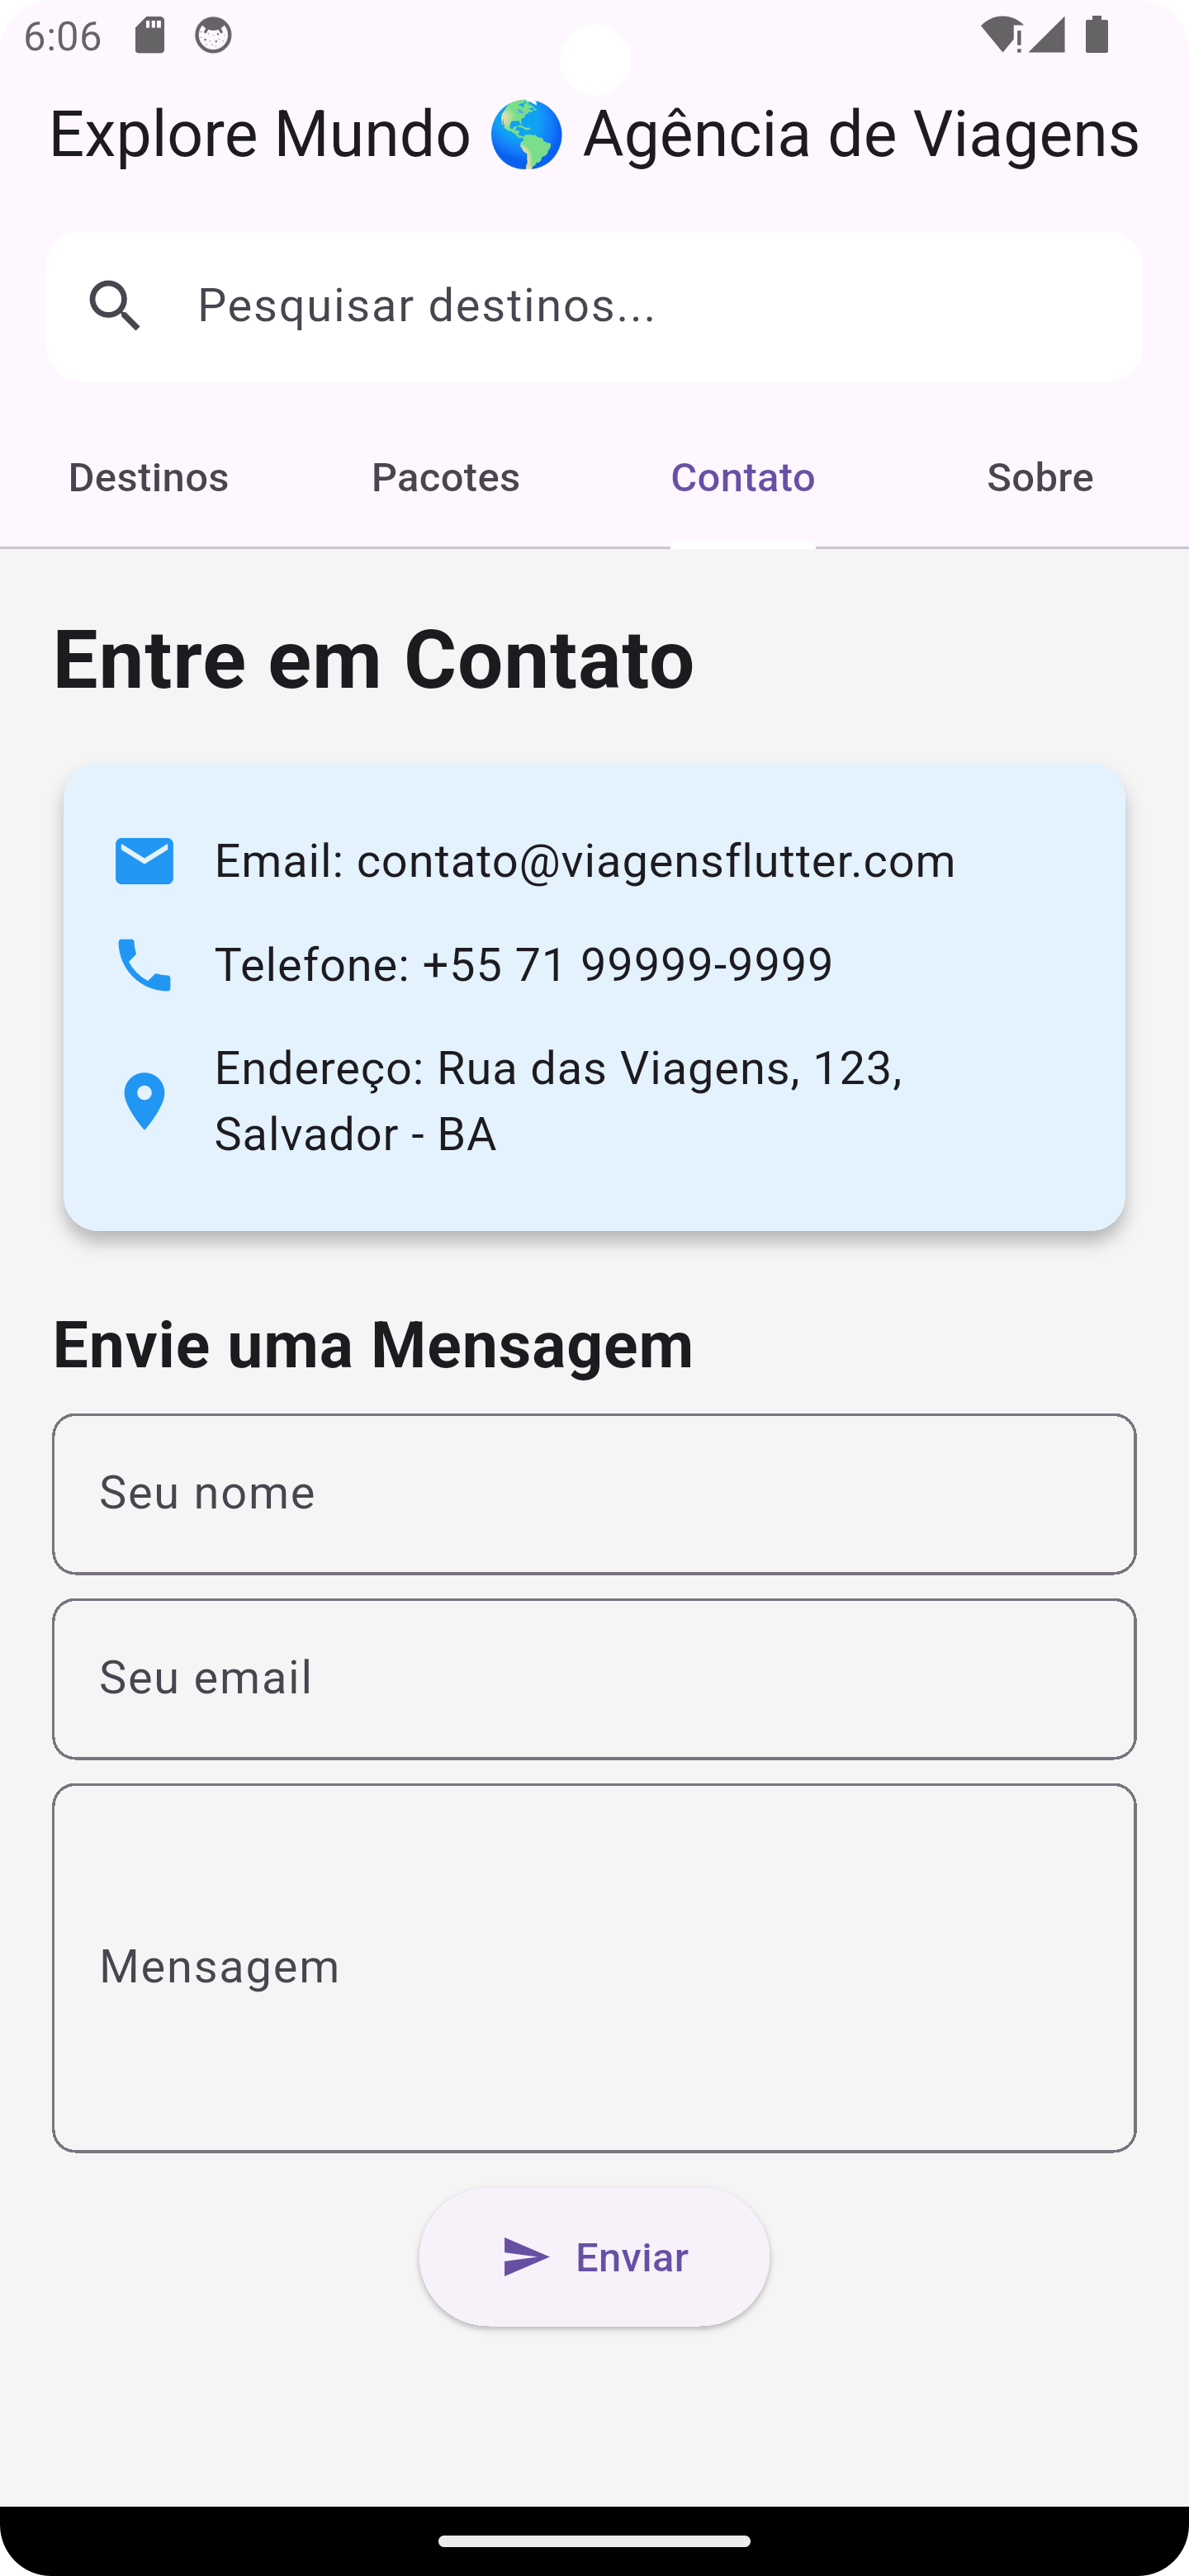 6:06
Explore Mundo 🌎 Agência de Viagens
Pesquisar destinos...
Destinos Pacotes Contato Sobre
Entre em Contato
Email: contato@viagensflutter.com
Telefone: +55 71 99999-9999
Endereço: Rua das Viagens, 123,
Salvador - BA
Envie uma Mensagem
Seu nome
Seu email
Mensagem
Enviar